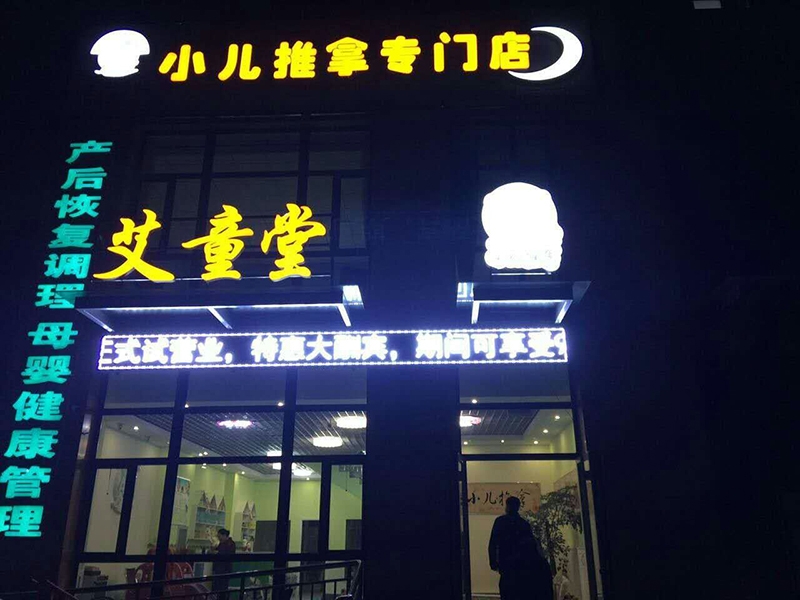 小儿推拿专门店
产后恢复调理 母婴健康管理
艾童堂
正式试营业，特惠大酬宾，期间可享受
小儿推拿